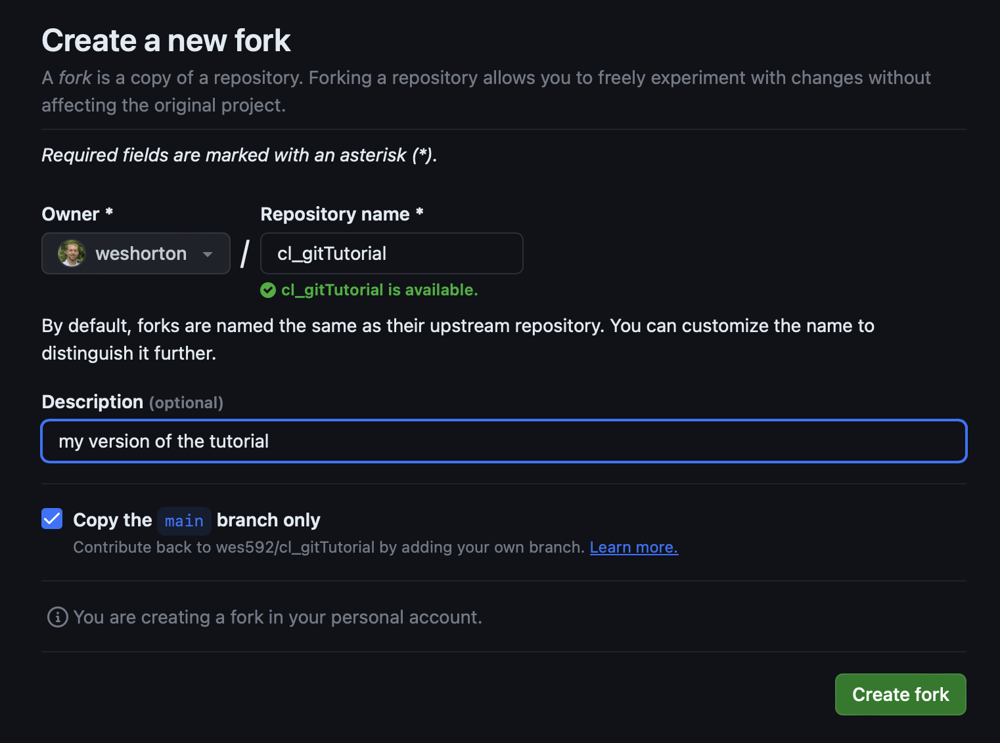 Create a new fork
A fork is a copy of a repository. Forking a repository allows you to freely experiment with changes without
affecting the original project.
Required fields are marked with an asterisk (*).
Owner * Repository name *
weshorton / cl_gitTutorial
cl_gitTutorial is available.
By default, forks are named the same as their upstream repository. You can customize the name to
distinguish it further.
Description (optional)
my version of the tutorial
Copy the main branch only
Contribute back to wes592/cl_gitTutorial by adding your own branch. Learn more.
You are creating a fork in your personal account.
Create fork